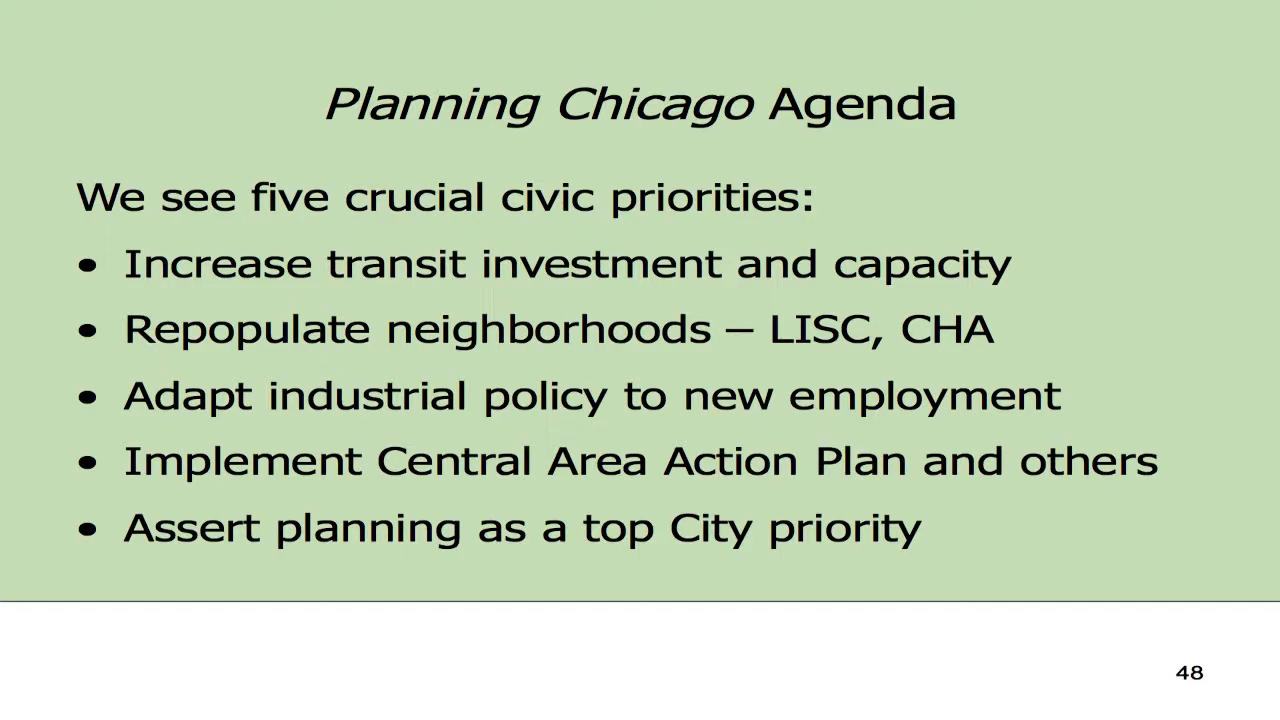 Planning Chicago Agenda
We see five crucial civic priorities:
• Increase transit investment and capacity
• Repopulate neighborhoods – LISC, CHA
• Adapt industrial policy to new employment
• Implement Central Area Action Plan and others
• Assert planning as a top City priority
48